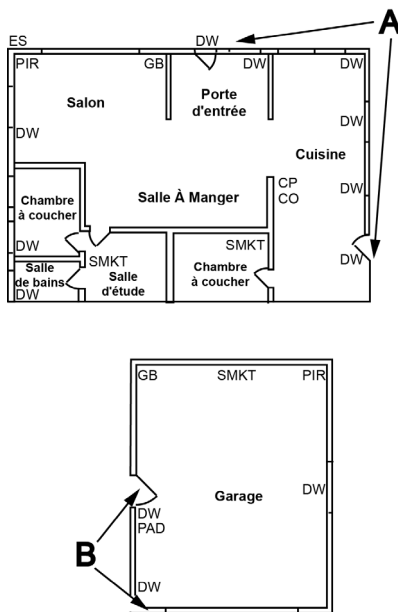 A
ES
DW
PIR
GB
DW
DW
Salon
Porte
d'entrée
DW
DW
Cuisine
Chambre
à coucher
Salle À Manger
CP
CO
DW
DW
SMKT
SMKT
DW
Salle
de bains
DW
Salle
d'étude
Chambre
à coucher
GB
SMKT
PIR
Garage
DW
DW
PAD
B
DW